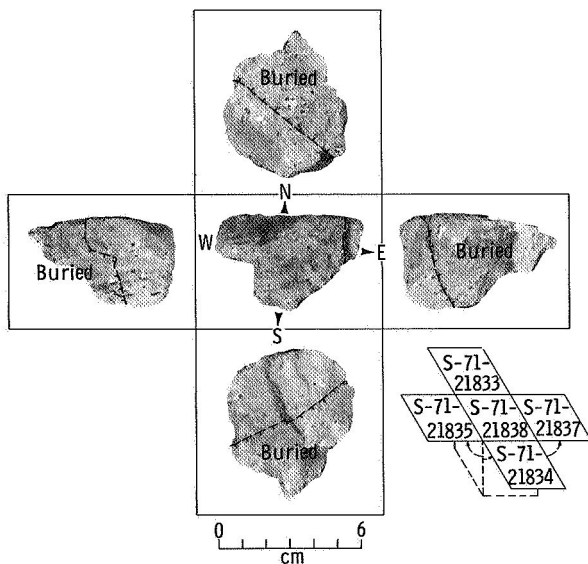 Buried
N
W
E
Buried
Buried
S
S-71-
21833
S-71-
21835
S-71-
21838
S-71-
21837
S-71-
21834
Buried
0 6
cm